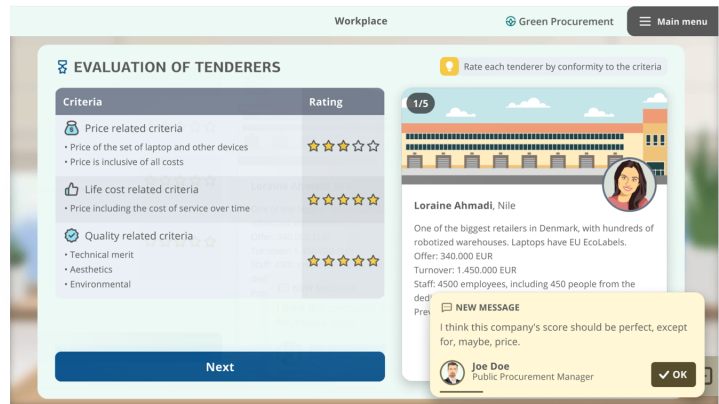 Workplace
Green Procurement
Main menu
EVALUATION OF TENDERERS
Rate each tenderer by conformity to the criteria
Criteria Rating
Price related criteria
• Price of the set of laptop and other devices
• Price is inclusive of all costs
Life cost related criteria
• Price including the cost of service over time
Quality related criteria
• Technical merit
• Aesthetics
• Environmental
Next
1/5
Loraine Ahmadi, Nile
One of the biggest retailers in Denmark, with hundreds of
robotized warehouses. Laptops have EU EcoLabels.
Offer: 340.000 EUR
Turnover: 1.450.000 EUR
Staff: 4500 employees, including 450 people from the
NEW MESSAGE
I think this company's score should be perfect, except
for, maybe, price.
Joe Doe
Public Procurement Manager
OK